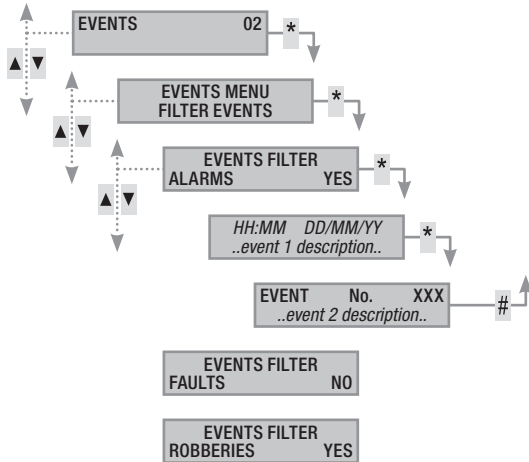 EVENTS 02
*
▲ ▼
EVENTS MENU
FILTER EVENTS
*
▲ ▼
EVENTS FILTER
ALARMS YES
*
▲ ▼
HH:MM DD/MM/YY
..event 1 description..
*
EVENT No. XXX
..event 2 description..
#
EVENTS FILTER
FAULTS NO
EVENTS FILTER
ROBBERIES YES